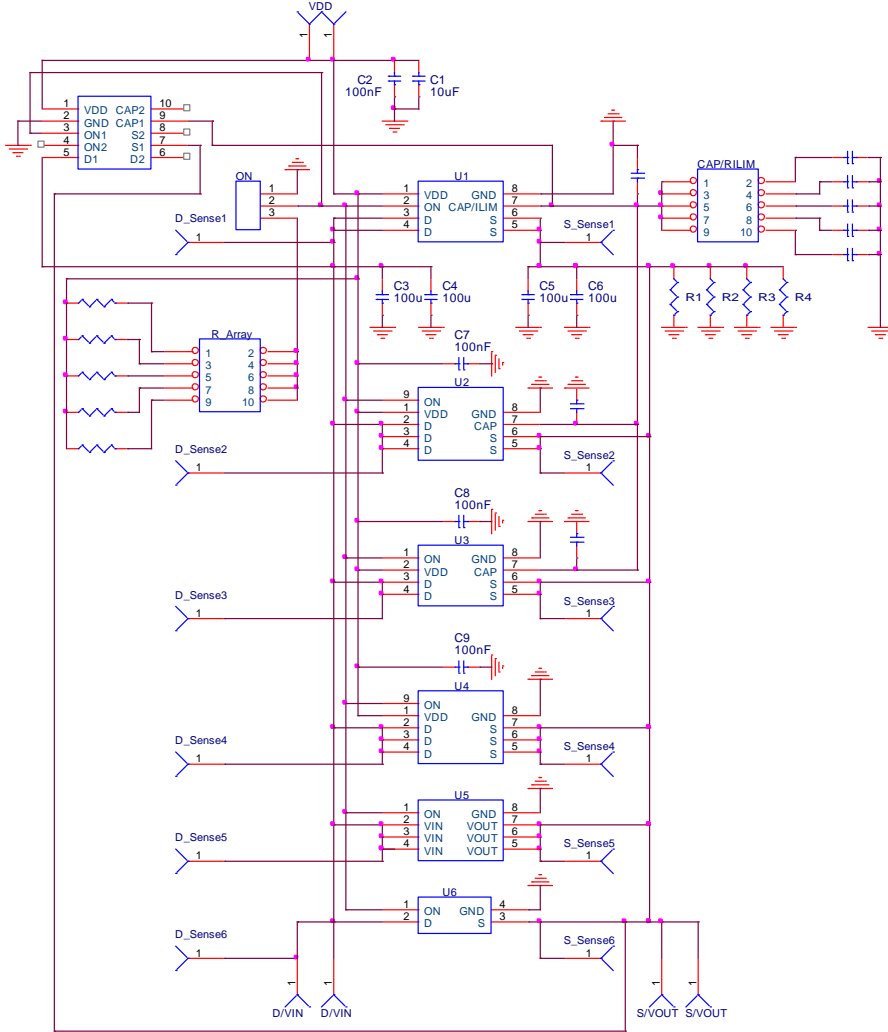 VDD
1 1
C2
100nF
C1
10uF
1 VDD CAP2 10
2 GND CAP1 9
3 ON1 S2 8
4 ON2 S1 7
5 D1 D2 6
ON
1
2
3
U1
1 VDD GND 8
2 ON CAP/ILIM 7
3 D S 6
4 D S 5
CAP/RILIM
1 2
3 4
5 6
7 8
9 10
D_Sense1
1
S_Sense1
1
C3
100u
C4
100u
C5
100u
C6
100u
R1 R2 R3 R4
R_Array
1 2
3 4
5 6
7 8
9 10
C7
100nF
U2
9 ON
1 VDD GND 8
2 D CAP 7
3 D S 6
4 D S 5
D_Sense2
1
S_Sense2
1
C8
100nF
U3
1 ON GND 8
2 VDD CAP 7
3 D S 6
4 D S 5
D_Sense3
1
S_Sense3
1
C9
100nF
U4
9 ON
1 VDD GND 8
2 D S 7
3 D S 6
4 D S 5
D_Sense4
1
S_Sense4
1
U5
1 ON GND 8
2 VIN VOUT 7
3 VIN VOUT 6
4 VIN VOUT 5
D_Sense5
1
S_Sense5
1
U6
1 ON GND 4
2 D S 3
D_Sense6
1
S_Sense6
1
1 1 1 1
D/VIN D/VIN S/VOUT S/VOUT